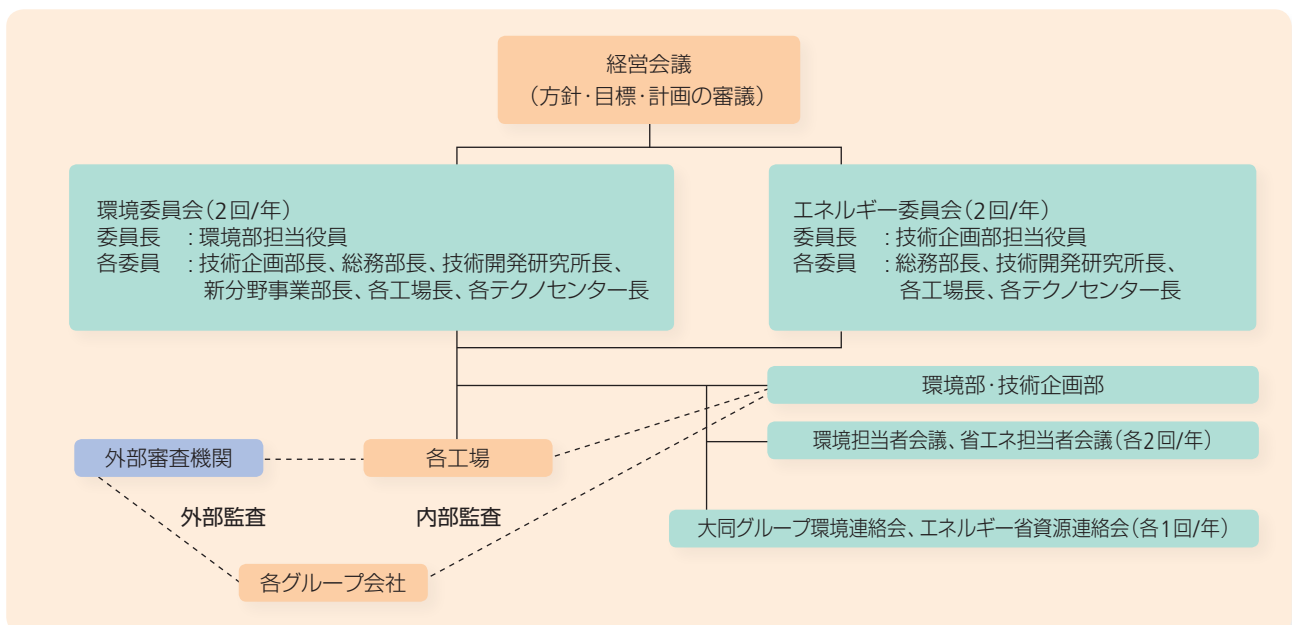 経営会議
（方針・目標・計画の審議）
環境委員会（2回/年）
委員長　：環境部担当役員
各委員　：技術企画部長、総務部長、技術開発研究所長、
新分野事業部長、各工場長、各テクノセンター長
エネルギー委員会（2回/年）
委員長　：技術企画部担当役員
各委員　：総務部長、技術開発研究所長、
各工場長、各テクノセンター長
環境部・技術企画部
環境担当者会議、省エネ担当者会議（各2回/年）
外部審査機関
各工場
外部監査
内部監査
大同グループ環境連絡会、エネルギー省資源連絡会（各1回/年）
各グループ会社